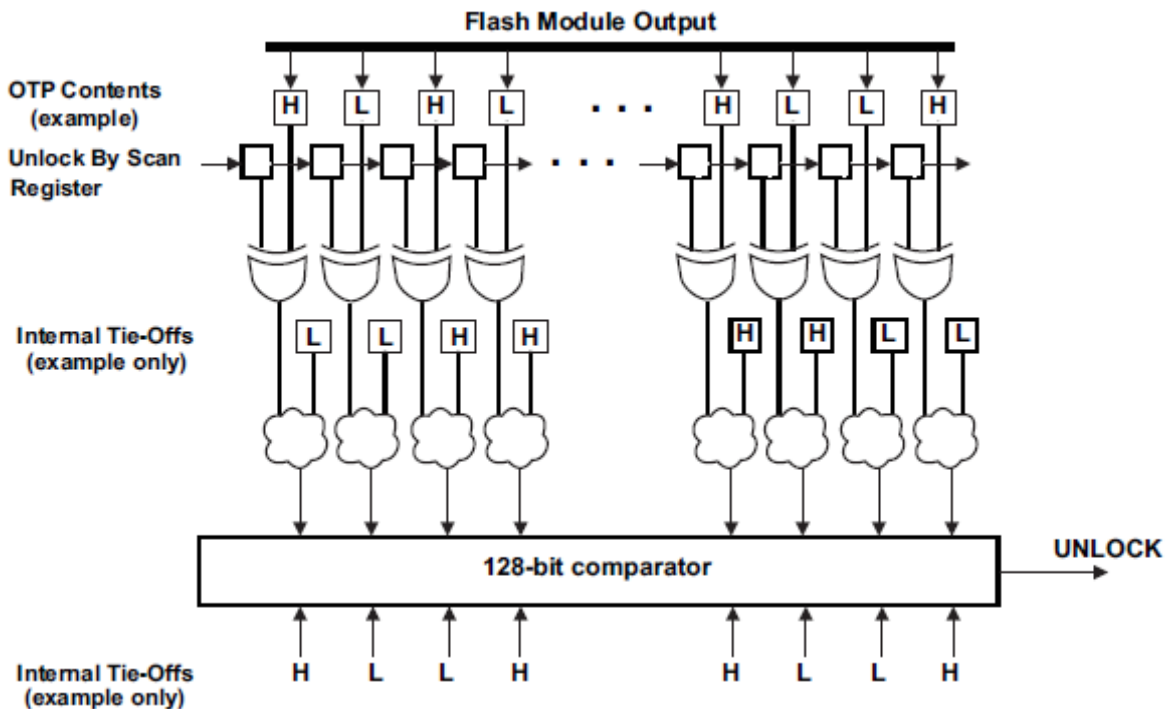 Flash Module Output
OTP Contents
(example)
H L H L . . . H L L H
Unlock By Scan
Register
. . .
Internal Tie-Offs
(example only)
L L H H H H L L
128-bit comparator
UNLOCK
Internal Tie-Offs
(example only)
H L L H H L L H